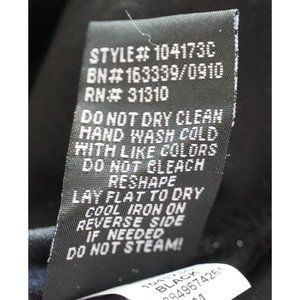 STYLE# 104173C
BN# 163339/0910
RN# 31310
DO NOT DRY CLEAN
HAND WASH COLD
WITH LIKE COLORS
DO NOT BLEACH
RESHAPE
LAY FLAT TO DRY
COOL IRON ON
REVERSE SIDE
IF NEEDED
DO NOT STEAM!
BLACK